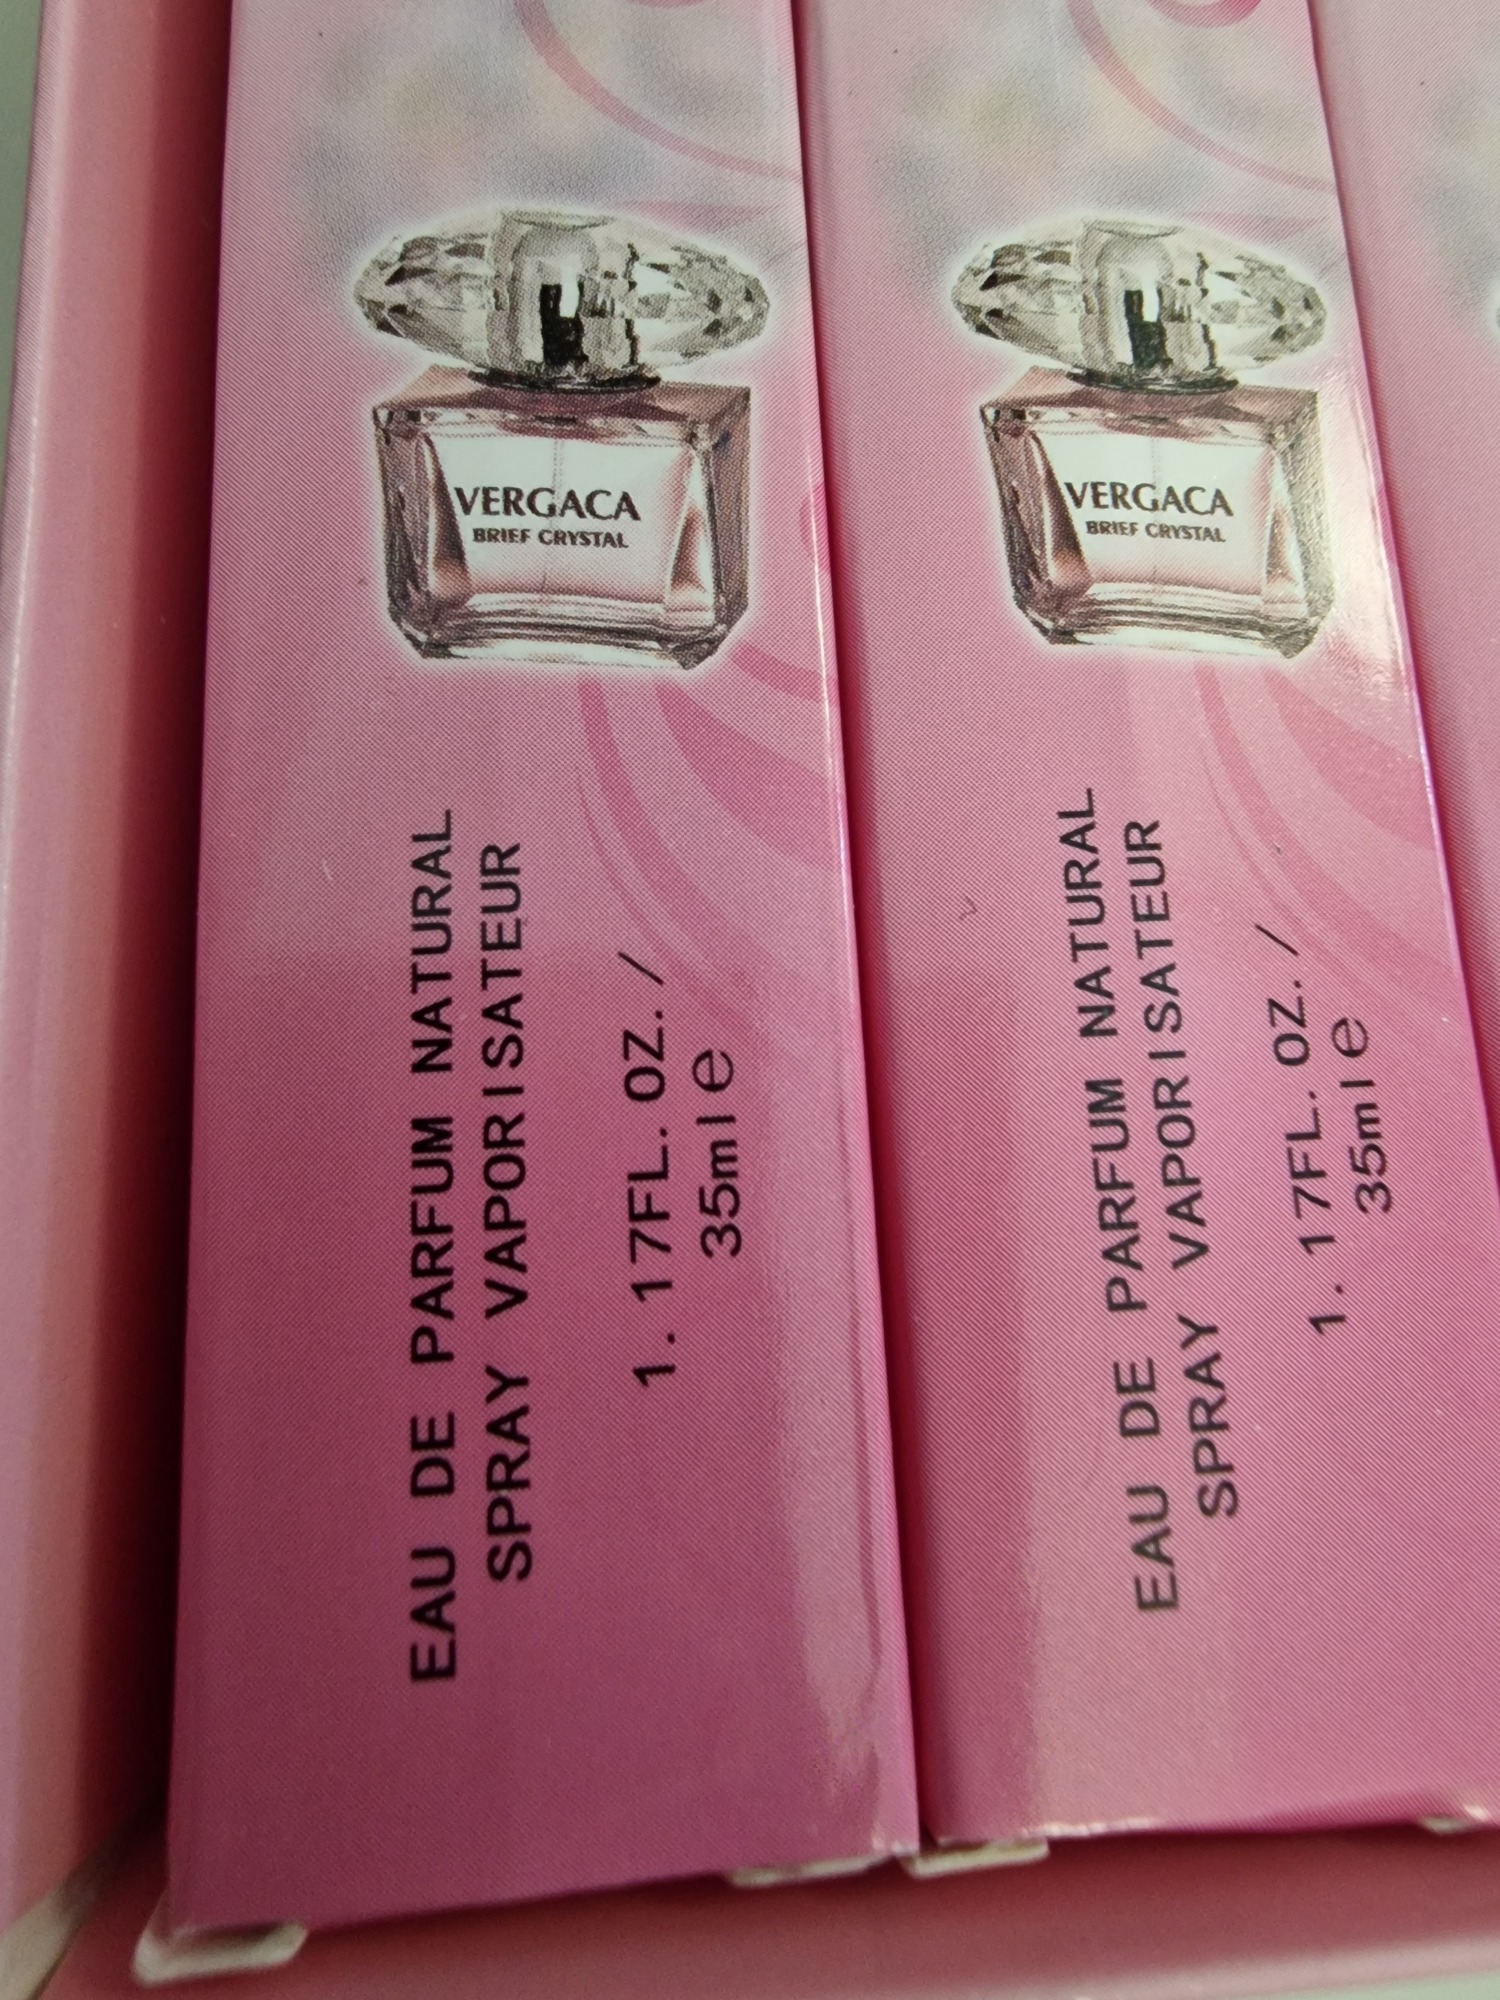 VERGACA
BRIEF CRYSTAL
EAU DE PARFUM NATURAL
SPRAY VAPORISATEUR
1.17FL.OZ./
35ml e
VERGACA
BRIEF CRYSTAL
EAU DE PARFUM NATURAL
SPRAY VAPORISATEUR
1.17FL.OZ./
35ml e